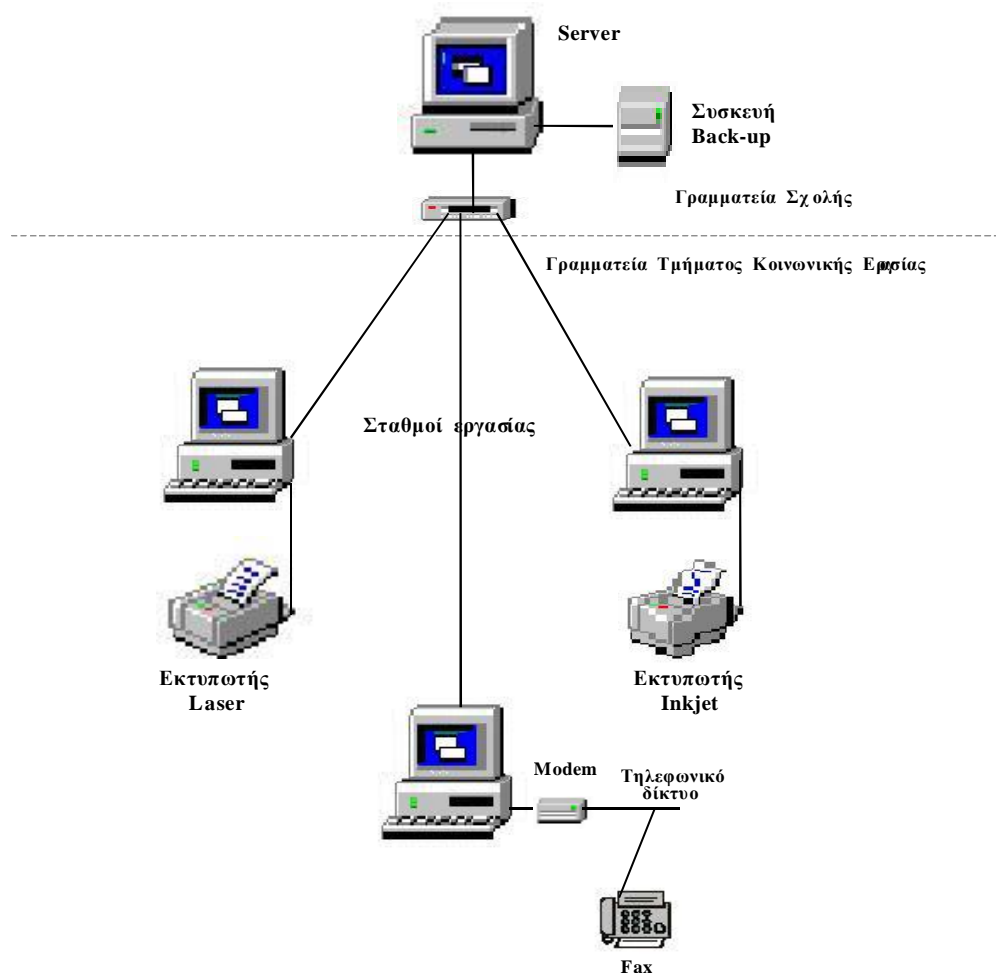 Server
Συσκευή
Back-up
Γραμματεία Σχολής
Γραμματεία Τμήματος Κοινωνικής Εργσίας
Σταθμοί εργασίας
Εκτυπωτής
Laser
Εκτυπωτής
Inkjet
Modem
Τηλεφωνικό
δίκτυο
Fax